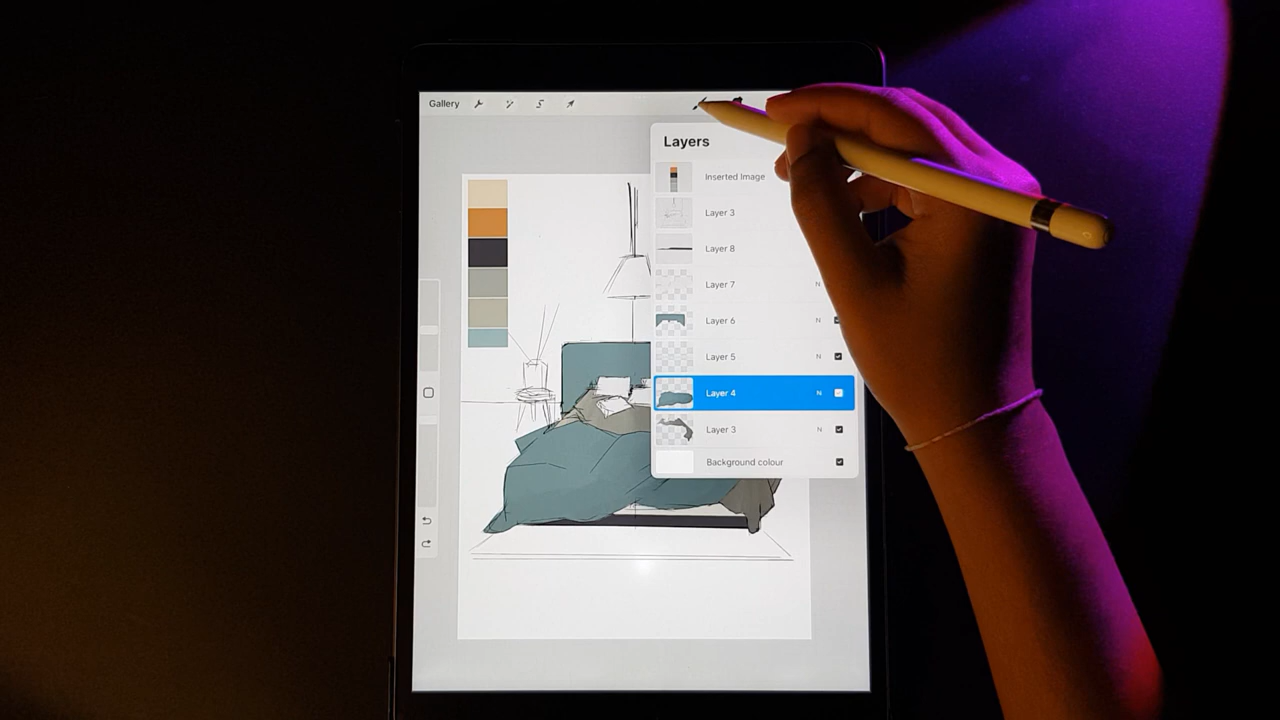 Gallery
Layers
Inserted Image
Layer 3
Layer 8
Layer 7 N
Layer 6 N
Layer 5 N
Layer 4 N
Layer 3 N
Background colour